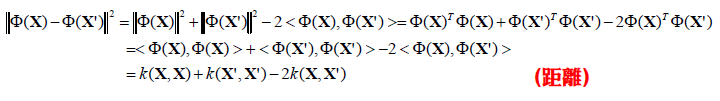 ‖Φ(X)−Φ(X')‖² = ‖Φ(X)‖² + ‖Φ(X')‖² − 2 < Φ(X),Φ(X') >= Φ(X)ᵀΦ(X) + Φ(X')ᵀΦ(X') − 2Φ(X)ᵀΦ(X')
=< Φ(X),Φ(X) > + < Φ(X'),Φ(X') > −2 < Φ(X),Φ(X') >
= k(X,X) + k(X',X') − 2k(X,X') (距離)